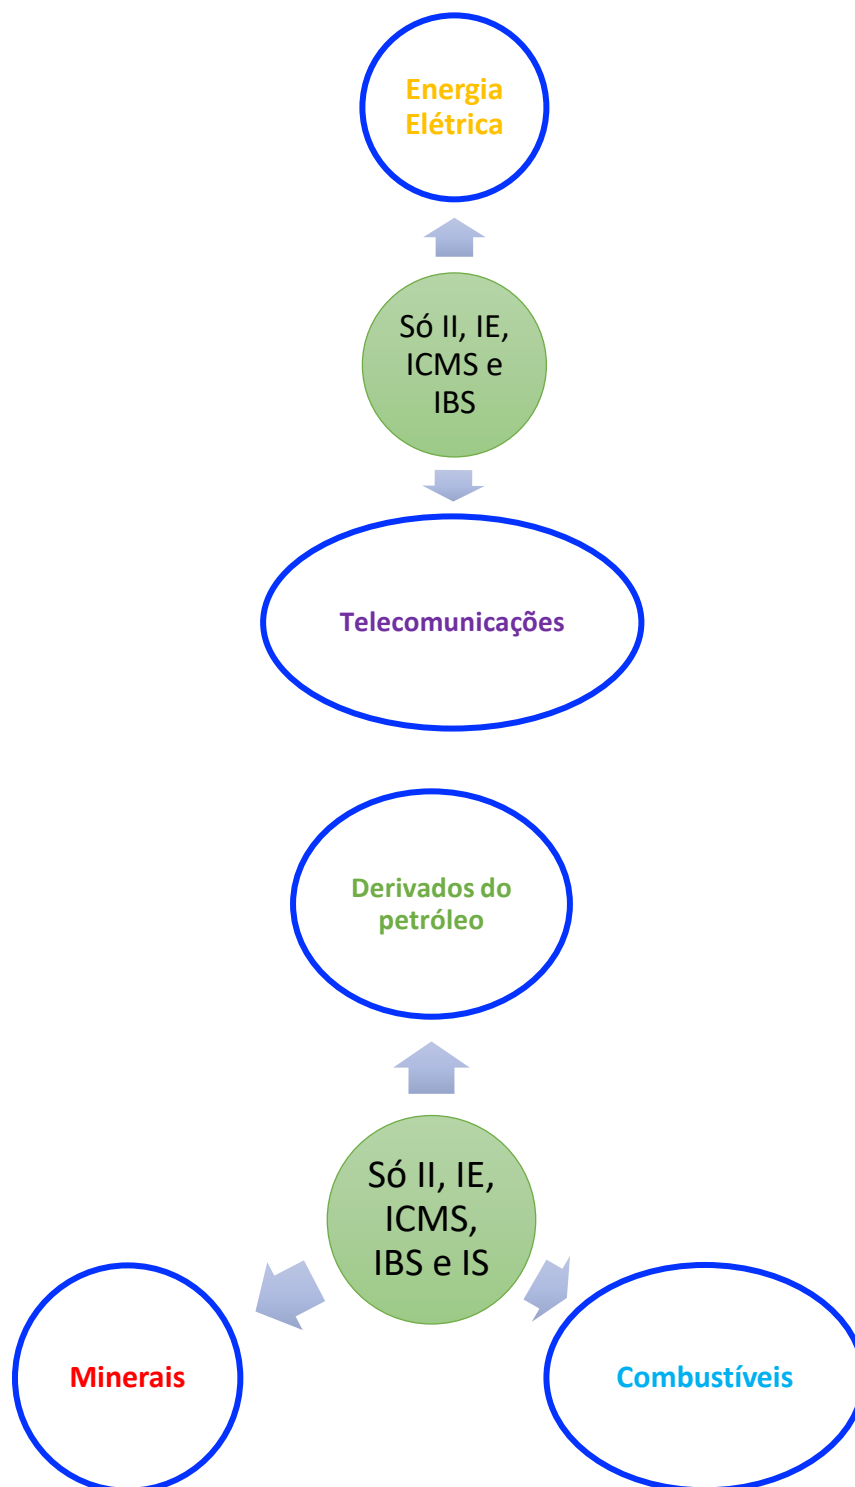 Energia
Elétrica
Só II, IE,
ICMS e
IBS
Telecomunicações
Derivados do
petróleo
Só II, IE,
ICMS,
IBS e IS
Minerais
Combustíveis